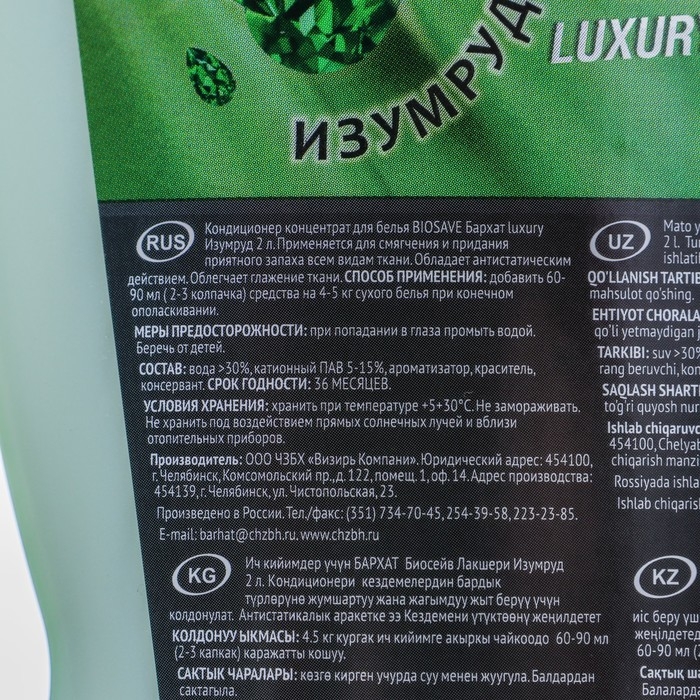 ИЗУМРУД
LUXUR
RUS
Кондиционер концентрат для белья BIOSAVE Бархат luxury
Изумруд 2 л. Применяется для смягчения и придания
приятного запаха всем видам ткани. Обладает антистатическим
действием. Облегчает глажение ткани. СПОСОБ ПРИМЕНЕНИЯ: добавить 60-
90 мл ( 2-3 колпачка) средства на 4-5 кг сухого белья при конечном
ополаскивании.
МЕРЫ ПРЕДОСТОРОЖНОСТИ: при попадании в глаза промыть водой.
Беречь от детей.
СОСТАВ: вода >30%, катионный ПАВ 5-15%, ароматизатор, краситель,
консервант. СРОК ГОДНОСТИ: 36 МЕСЯЦЕВ.
УСЛОВИЯ ХРАНЕНИЯ: хранить при температуре +5+30°С. Не замораживать.
Не хранить под воздействием прямых солнечных лучей и вблизи
отопительных приборов.
Производитель: ООО ЧЗБХ «Визирь Компани». Юридический адрес: 454100,
г. Челябинск, Комсомольский пр., д. 122, помещ. 1, оф. 14. Адрес производства:
454139, г. Челябинск, ул. Чистопольская, 23.
Произведено в России. Тел./факс: (351) 734-70-45, 254-39-58, 223-23-85.
E-mail: barhat@chzbh.ru. www.chzbh.ru
KG
Ич кийимдер учүн БАРХАТ Биосейв Лакшери Изумруд
2 л. Кондиционери кездемелердин бардык
түрлөрүнө жумшартуу жана жагымдуу жыт берүү үчүн
колдонулат. Антистатикалык аракетке ээ Кездемени үтүктөөнү жеңилдетет
КОЛДОНУУ ЫКМАСЫ: 4.5 кг кургак ич кийимге акыркы чайкоодо 60-90 мл
(2-3 капкак) каражатты кошуу.
САКТЫК ЧАРАЛАРЫ: көзгө кирген учурда суу менен жуугула. Балдардан
сактагыла.
UZ
Mato y
2 L. Tu
ishlatil
QO'LLANISH TARTIB
mahsulot qo'shing.
EHTIYOT CHORALA
qo'li yetmaydigan j
TARKIBI: suv >30%
rang beruvchi, kon
SAQLASH SHARTI
to'g'ri quyosh nur
Ishlab chiqaruvc
454100, Chelyab
chiqarish manzi
Rossiyada ishla
Ishlab chiqarish
KZ
иіс беру үш
жеңілдетед
60-90 мл (2
Сақтық ш
Балалард